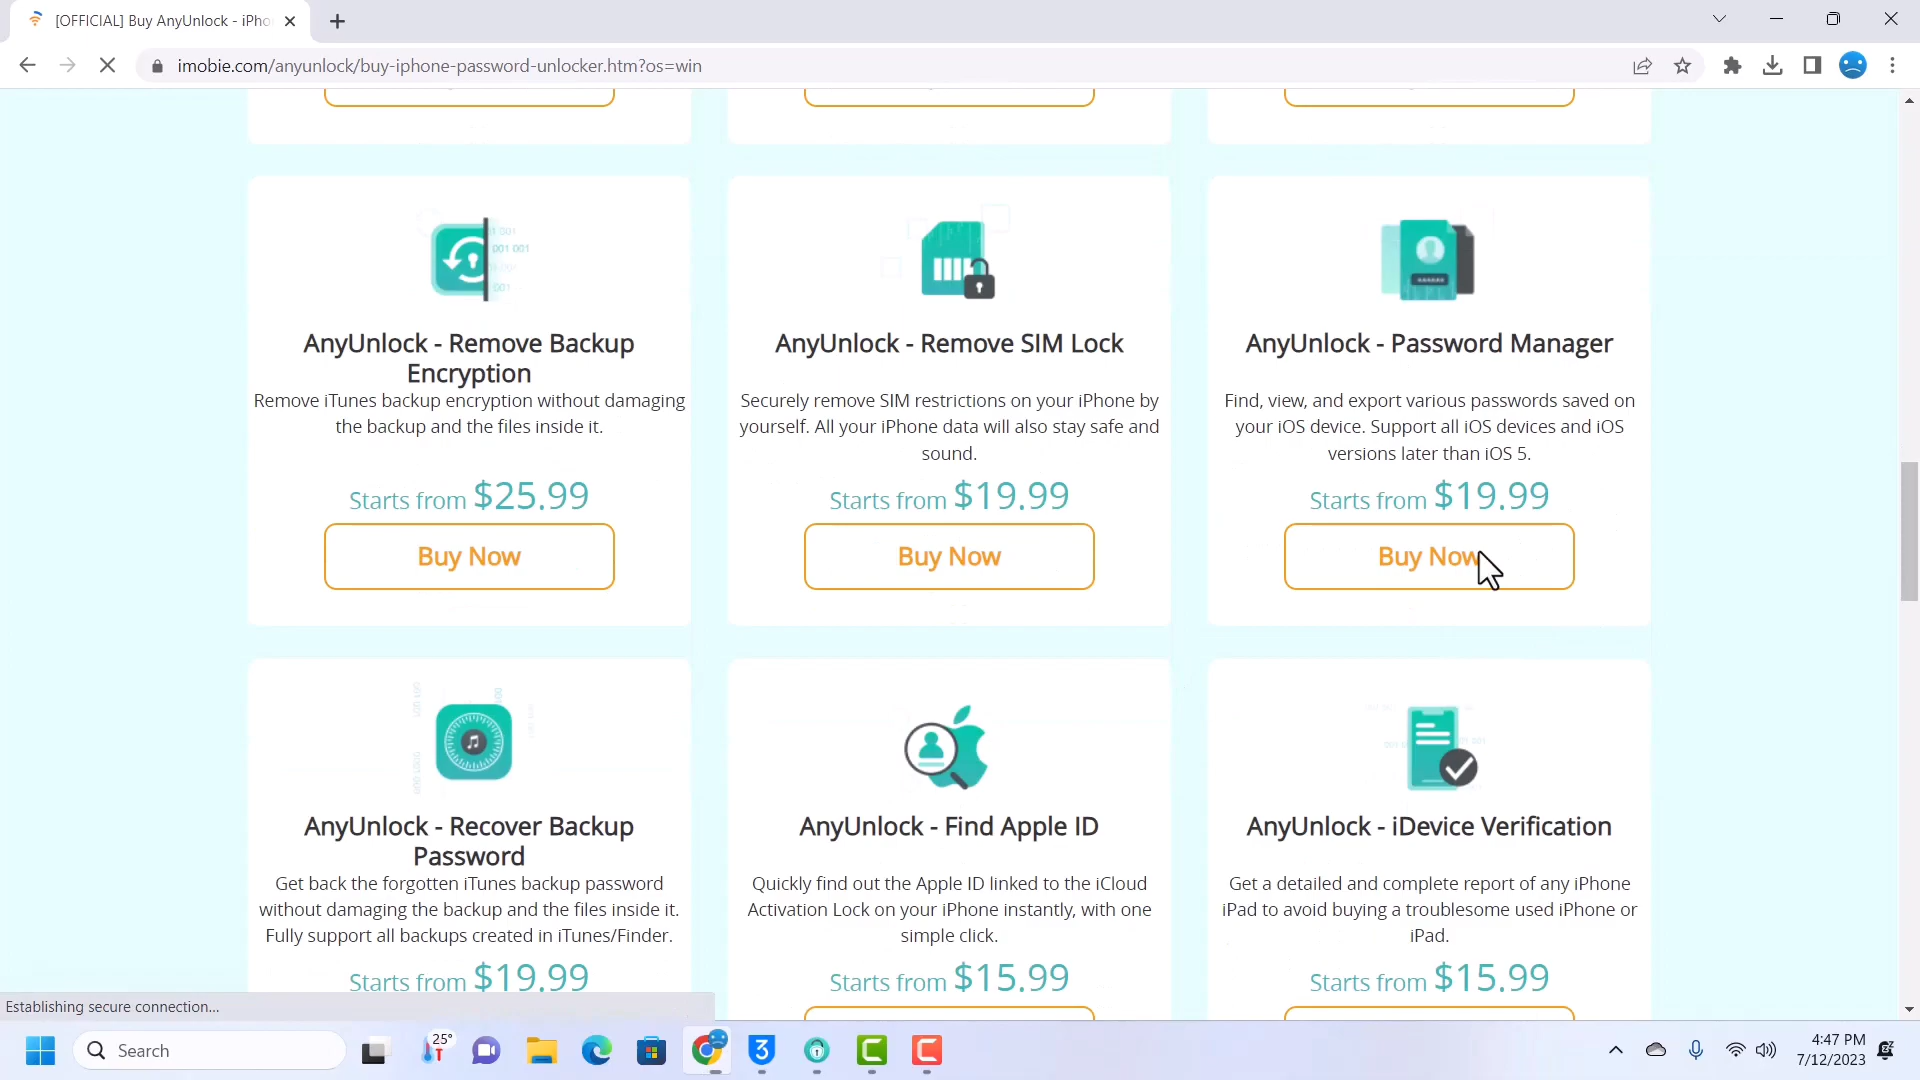 [OFFICIAL] Buy AnyUnlock - iPho
imobie.com/anyunlock/buy-iphone-password-unlocker.htm?os=win
AnyUnlock - Remove Backup
Encryption
Remove iTunes backup encryption without damaging
the backup and the files inside it.
Starts from $25.99
Buy Now
AnyUnlock - Remove SIM Lock
Securely remove SIM restrictions on your iPhone by
yourself. All your iPhone data will also stay safe and
sound.
Starts from $19.99
Buy Now
AnyUnlock - Password Manager
Find, view, and export various passwords saved on
your iOS device. Support all iOS devices and iOS
versions later than iOS 5.
Starts from $19.99
Buy Now
AnyUnlock - Recover Backup
Password
Get back the forgotten iTunes backup password
without damaging the backup and the files inside it.
Fully support all backups created in iTunes/Finder.
Starts from $19.99
AnyUnlock - Find Apple ID
Quickly find out the Apple ID linked to the iCloud
Activation Lock on your iPhone instantly, with one
simple click.
Starts from $15.99
AnyUnlock - iDevice Verification
Get a detailed and complete report of any iPhone
iPad to avoid buying a troublesome used iPhone or
iPad.
Starts from $15.99
Establishing secure connection...
Search
25°
4:47 PM
7/12/2023